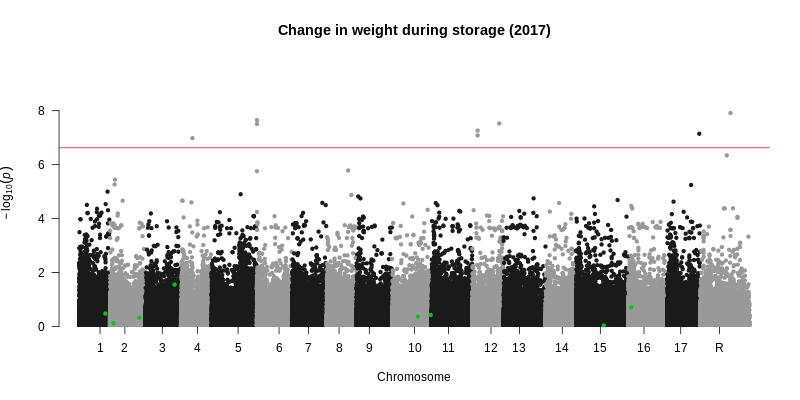 Change in weight during storage (2017)
8
6
4
2
0
−log₁₀(p)
1 2 3 4 5 6 7 8 9 10 11 12 13 14 15 16 17 R
Chromosome